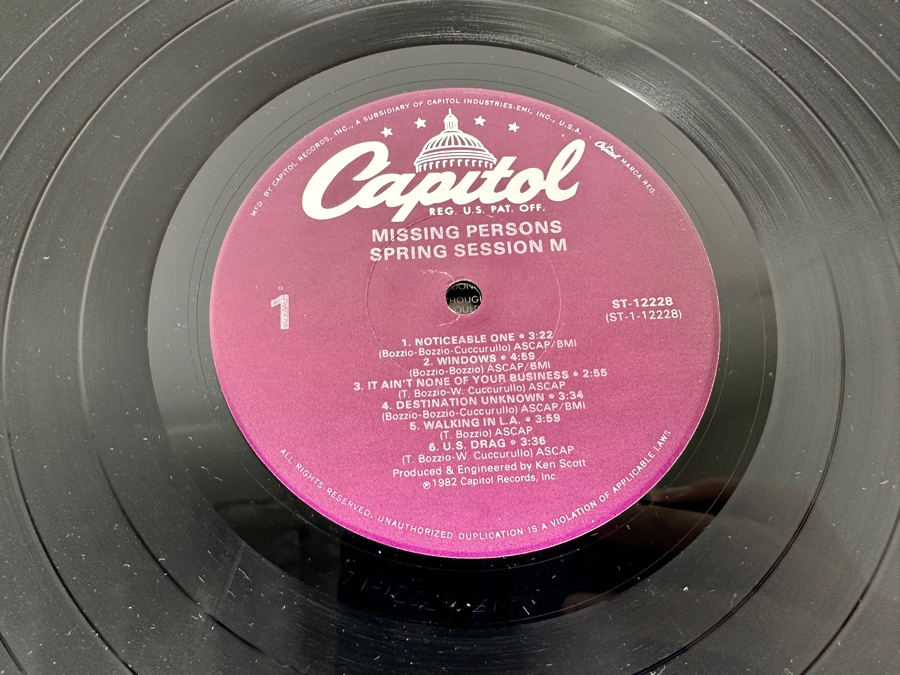 MFD. BY CAPITOL RECORDS, INC., A SUBSIDIARY OF CAPITOL INDUSTRIES-EMI, INC., U.S.A.
Capitol MARCA REG.
Capitol
REG. U.S. PAT. OFF.
MISSING PERSONS
SPRING SESSION M
1
ST-12228
(ST-1-12228)
1. NOTICEABLE ONE • 3:22
(Bozzio-Bozzio-Cuccurullo) ASCAP/BMI
2. WINDOWS • 4:59
(Bozzio-Bozzio) ASCAP/BMI
3. IT AIN'T NONE OF YOUR BUSINESS • 2:55
(T. Bozzio-W. Cuccurullo) ASCAP
4. DESTINATION UNKNOWN • 3:34
(Bozzio-Bozzio-Cuccurullo) ASCAP/BMI
5. WALKING IN L.A. • 3:59
(T. Bozzio) ASCAP
6. U.S. DRAG • 3:36
(T. Bozzio-W. Cuccurullo) ASCAP
Produced & Engineered by Ken Scott
℗1982 Capitol Records, Inc.
ALL RIGHTS RESERVED. UNAUTHORIZED DUPLICATION IS A VIOLATION OF APPLICABLE LAWS